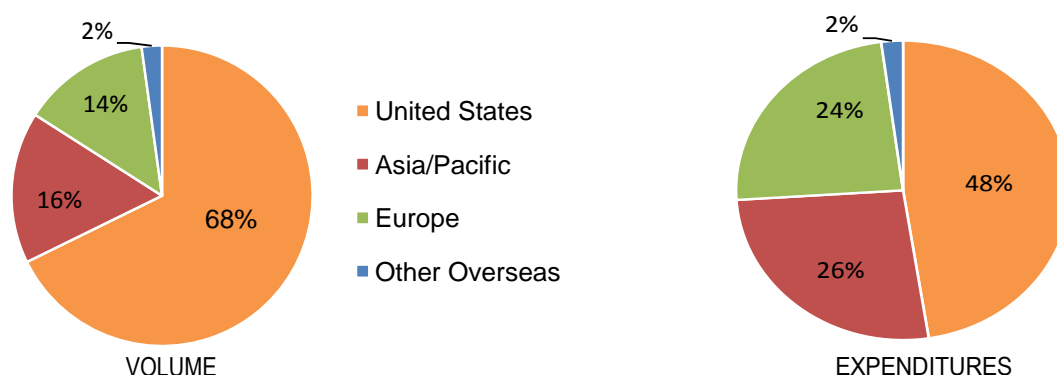 2%
14%
16%
68%
VOLUME
United States
Asia/Pacific
Europe
Other Overseas
2%
24%
48%
26%
EXPENDITURES